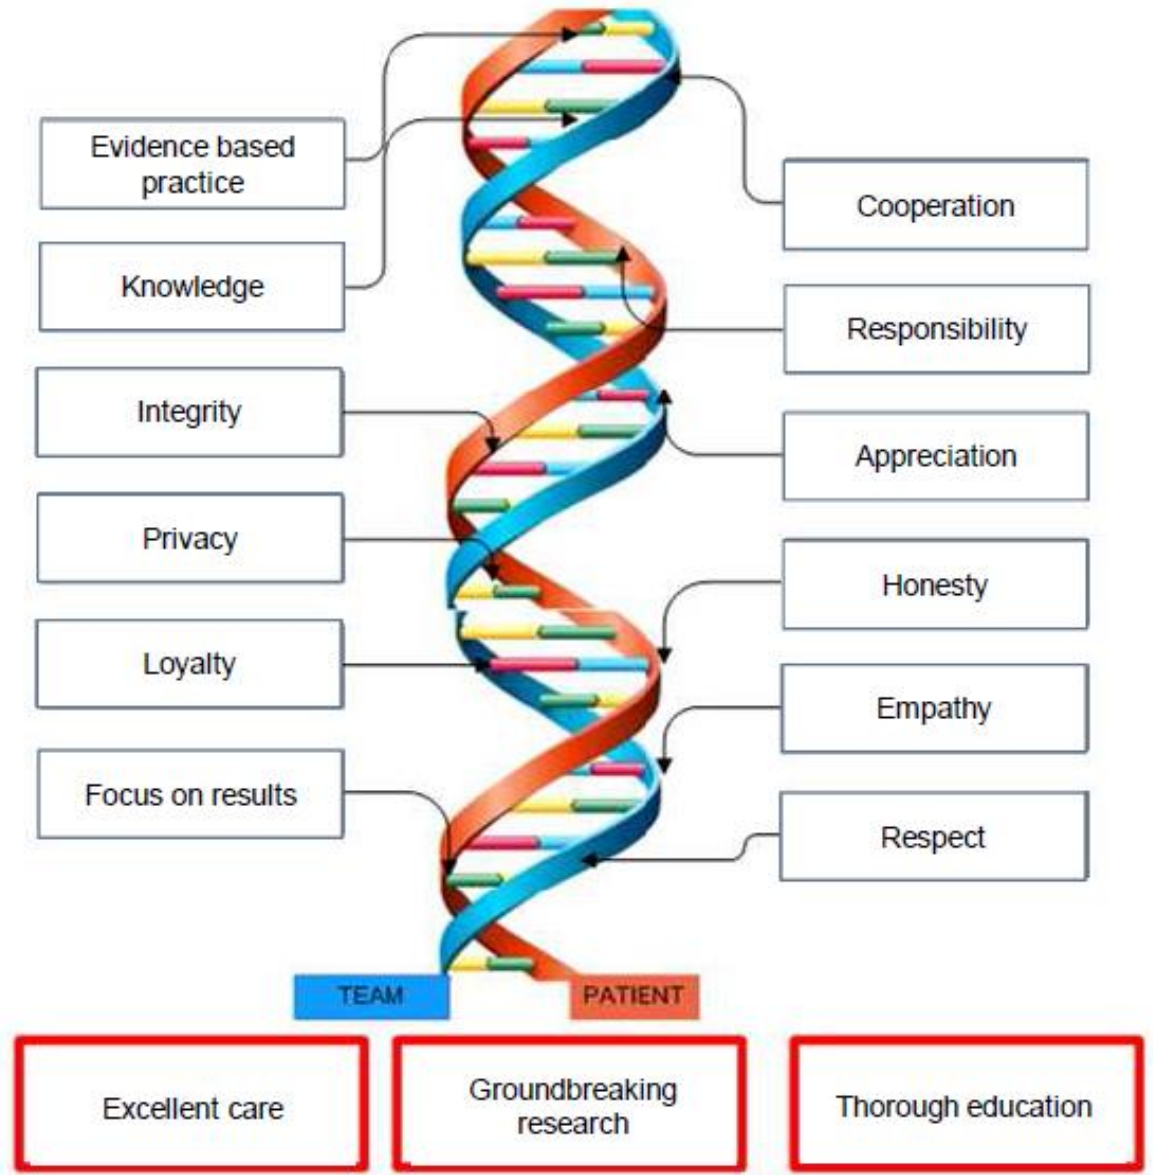 Evidence based
practice
Knowledge
Integrity
Privacy
Loyalty
Focus on results
Cooperation
Responsibility
Appreciation
Honesty
Empathy
Respect
TEAM
PATIENT
Excellent care
Groundbreaking
research
Thorough education